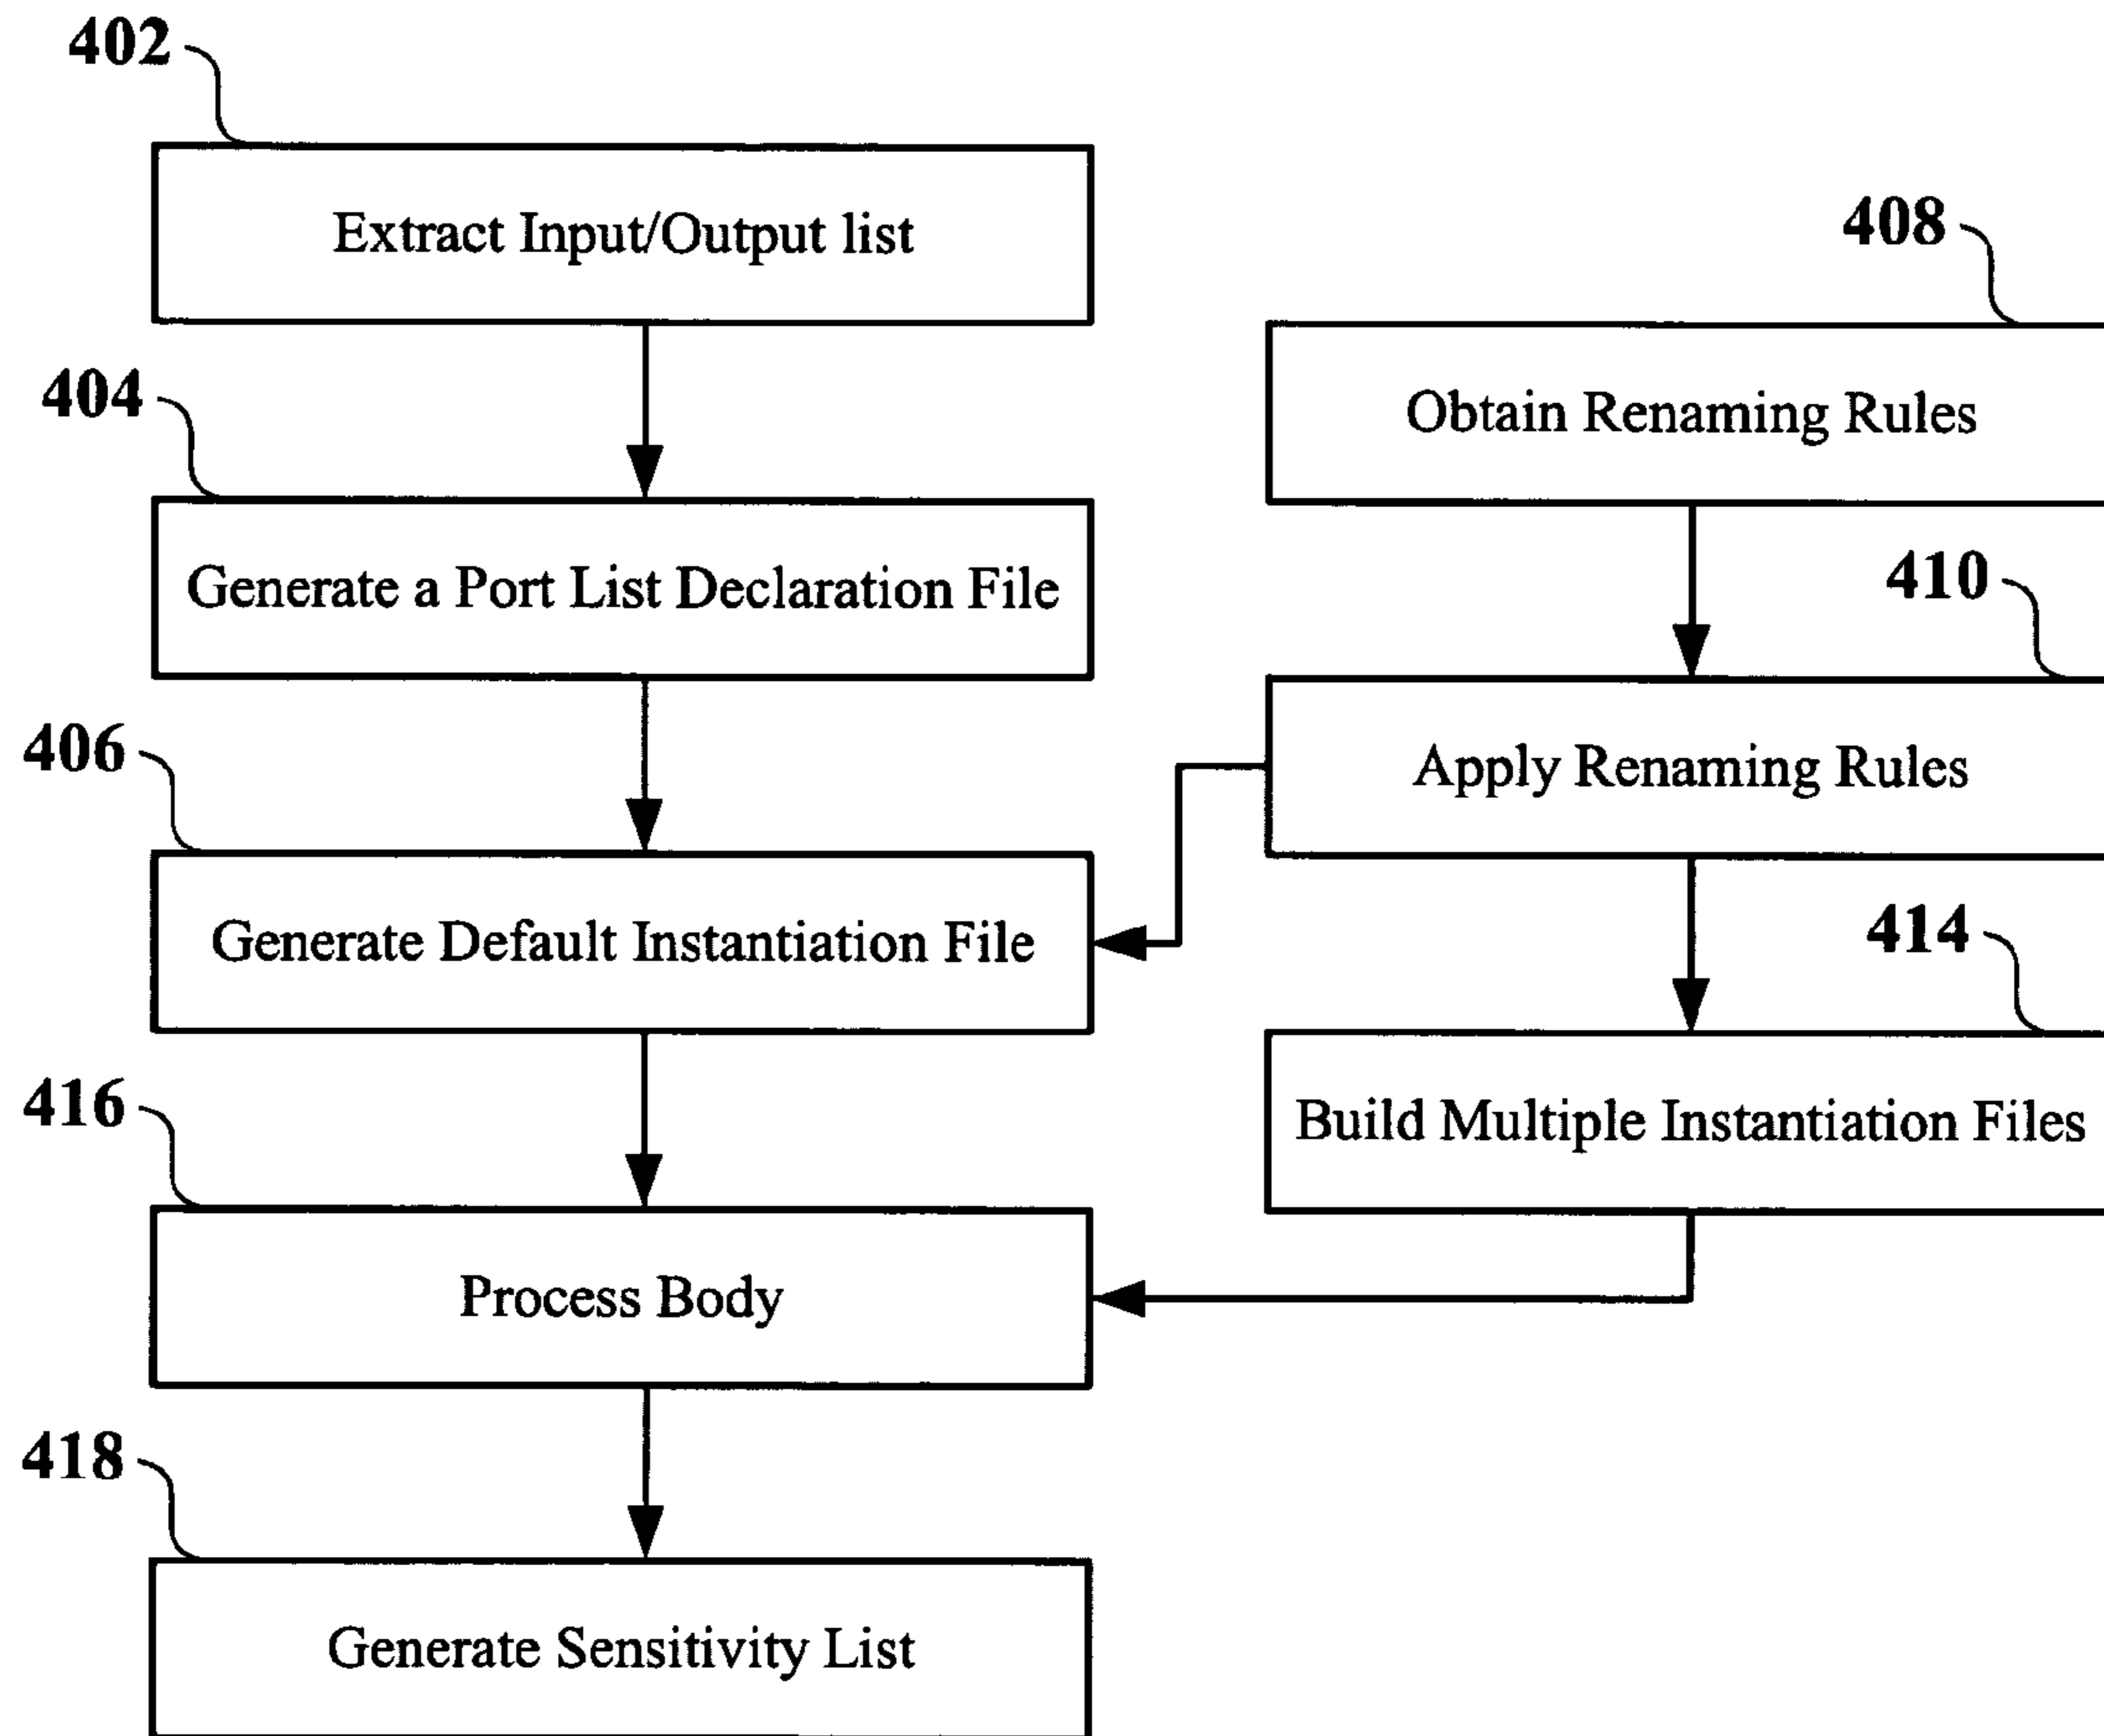 402
Extract Input/Output list
408
404
Obtain Renaming Rules
410
Generate a Port List Declaration File
406
Apply Renaming Rules
414
Generate Default Instantiation File
416
Build Multiple Instantiation Files
Process Body
418
Generate Sensitivity List